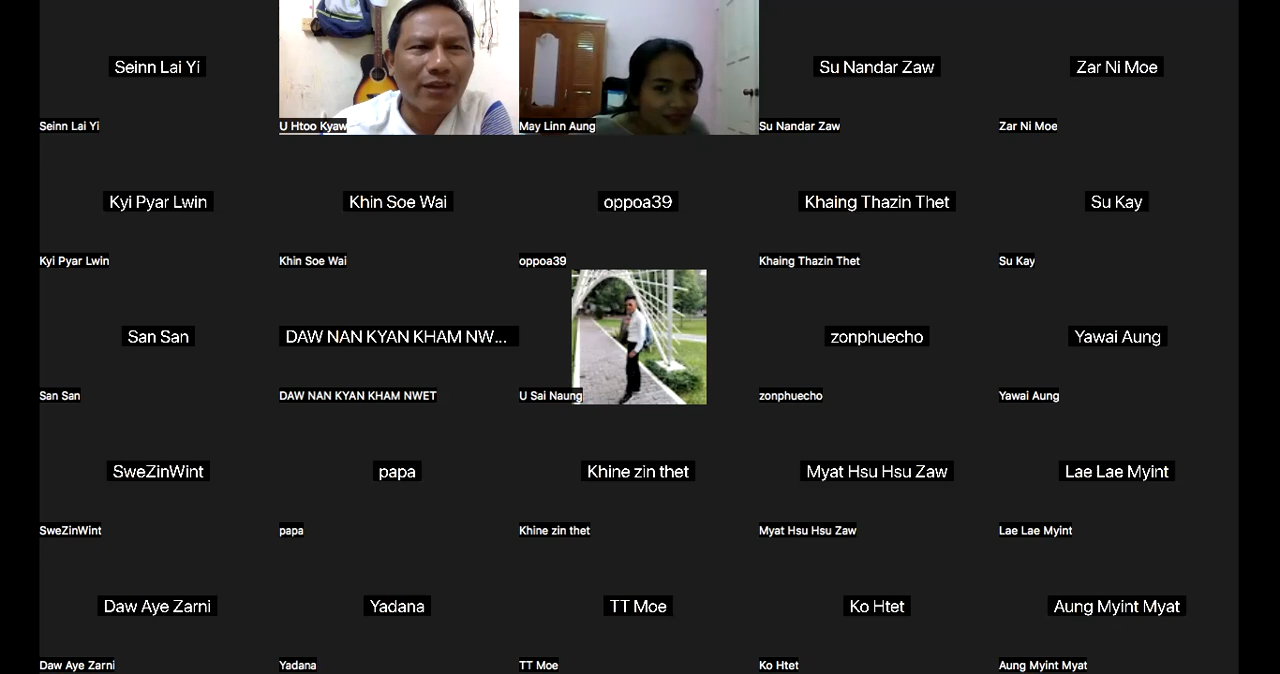 Seinn Lai Yi
Su Nandar Zaw
Zar Ni Moe
Seinn Lai Yi
U Htoo Kyaw
May Linn Aung
Su Nandar Zaw
Zar Ni Moe
Kyi Pyar Lwin
Khin Soe Wai
oppoa39
Khaing Thazin Thet
Su Kay
Kyi Pyar Lwin
Khin Soe Wai
oppoa39
Khaing Thazin Thet
Su Kay
San San
DAW NAN KYAN KHAM NW...
zonphuecho
Yawai Aung
San San
DAW NAN KYAN KHAM NWET
U Sai Naung
zonphuecho
Yawai Aung
SweZinWint
papa
Khine zin thet
Myat Hsu Hsu Zaw
Lae Lae Myint
SweZinWint
papa
Khine zin thet
Myat Hsu Hsu Zaw
Lae Lae Myint
Daw Aye Zarni
Yadana
TT Moe
Ko Htet
Aung Myint Myat
Daw Aye Zarni
Yadana
TT Moe
Ko Htet
Aung Myint Myat